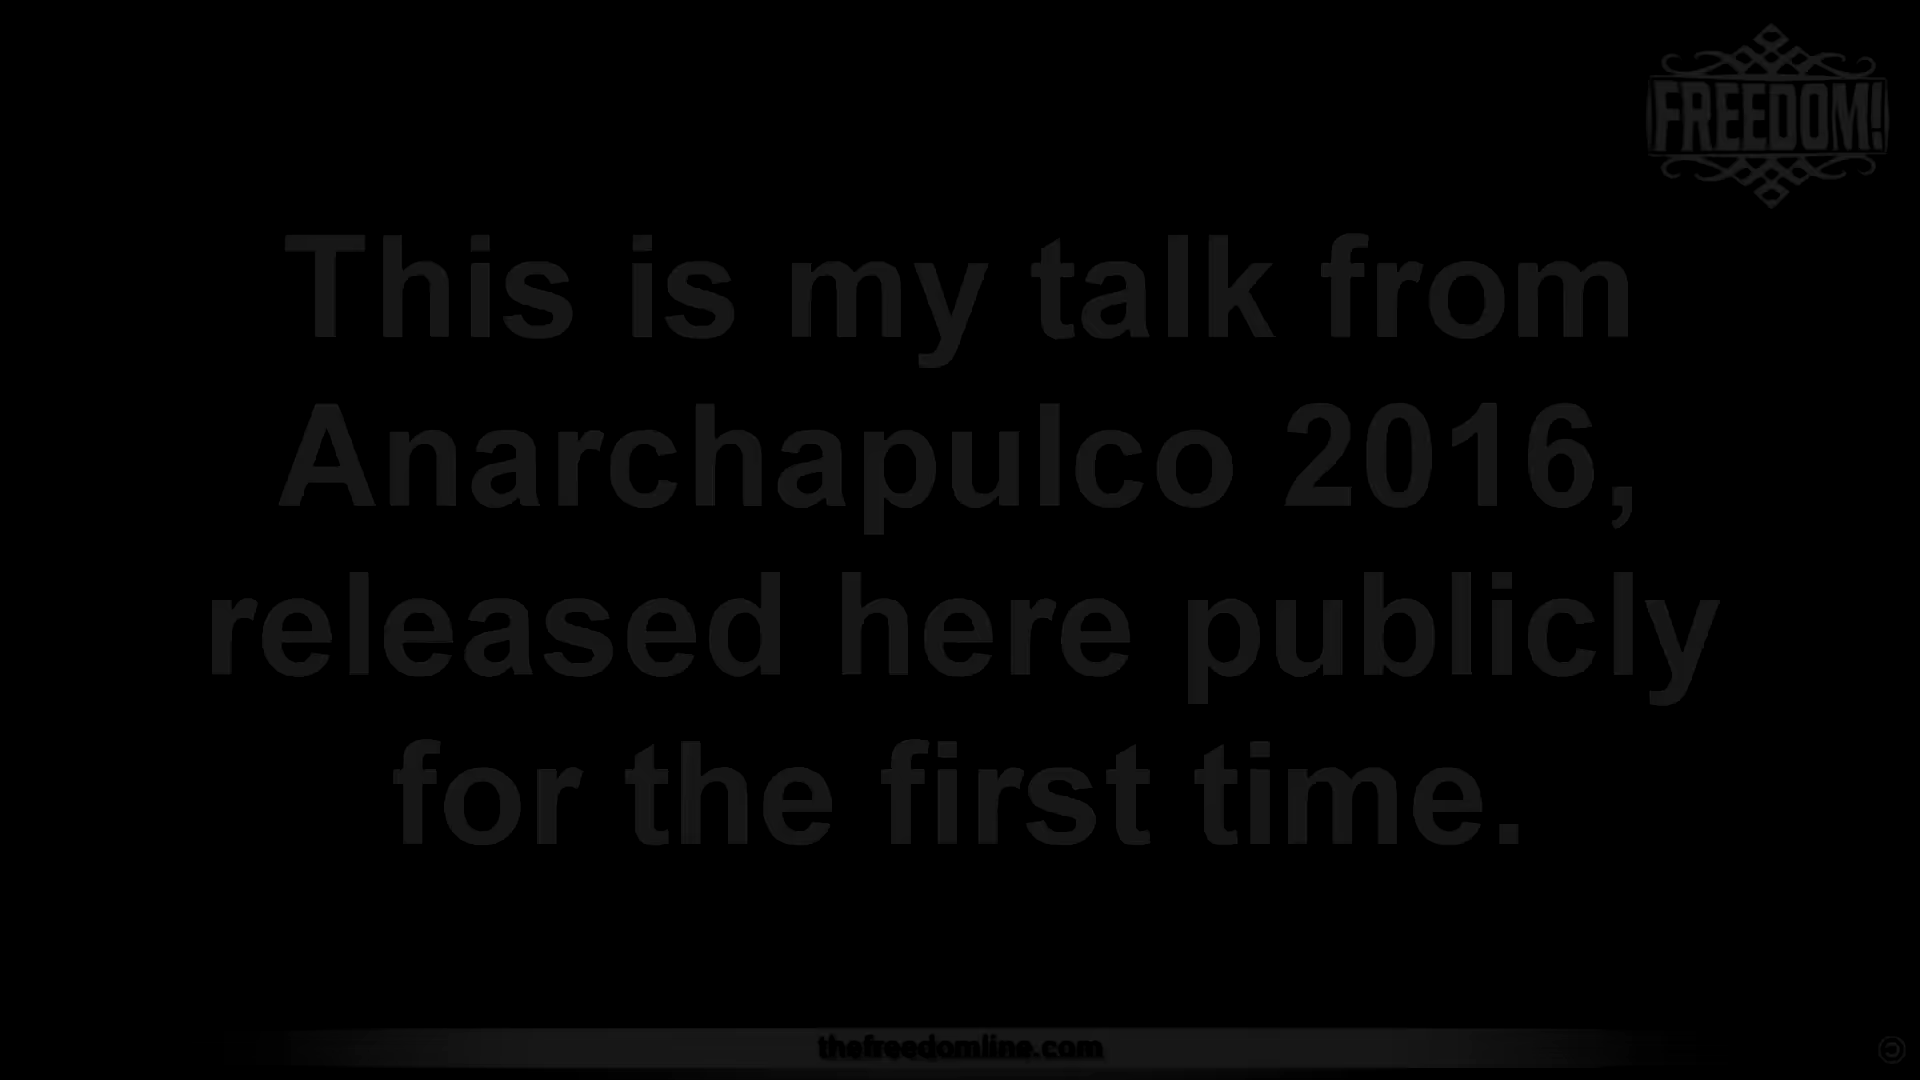 FREEDOM!
This is my talk from
Anarchapulco 2016,
released here publicly
for the first time.
thefreedomline.com